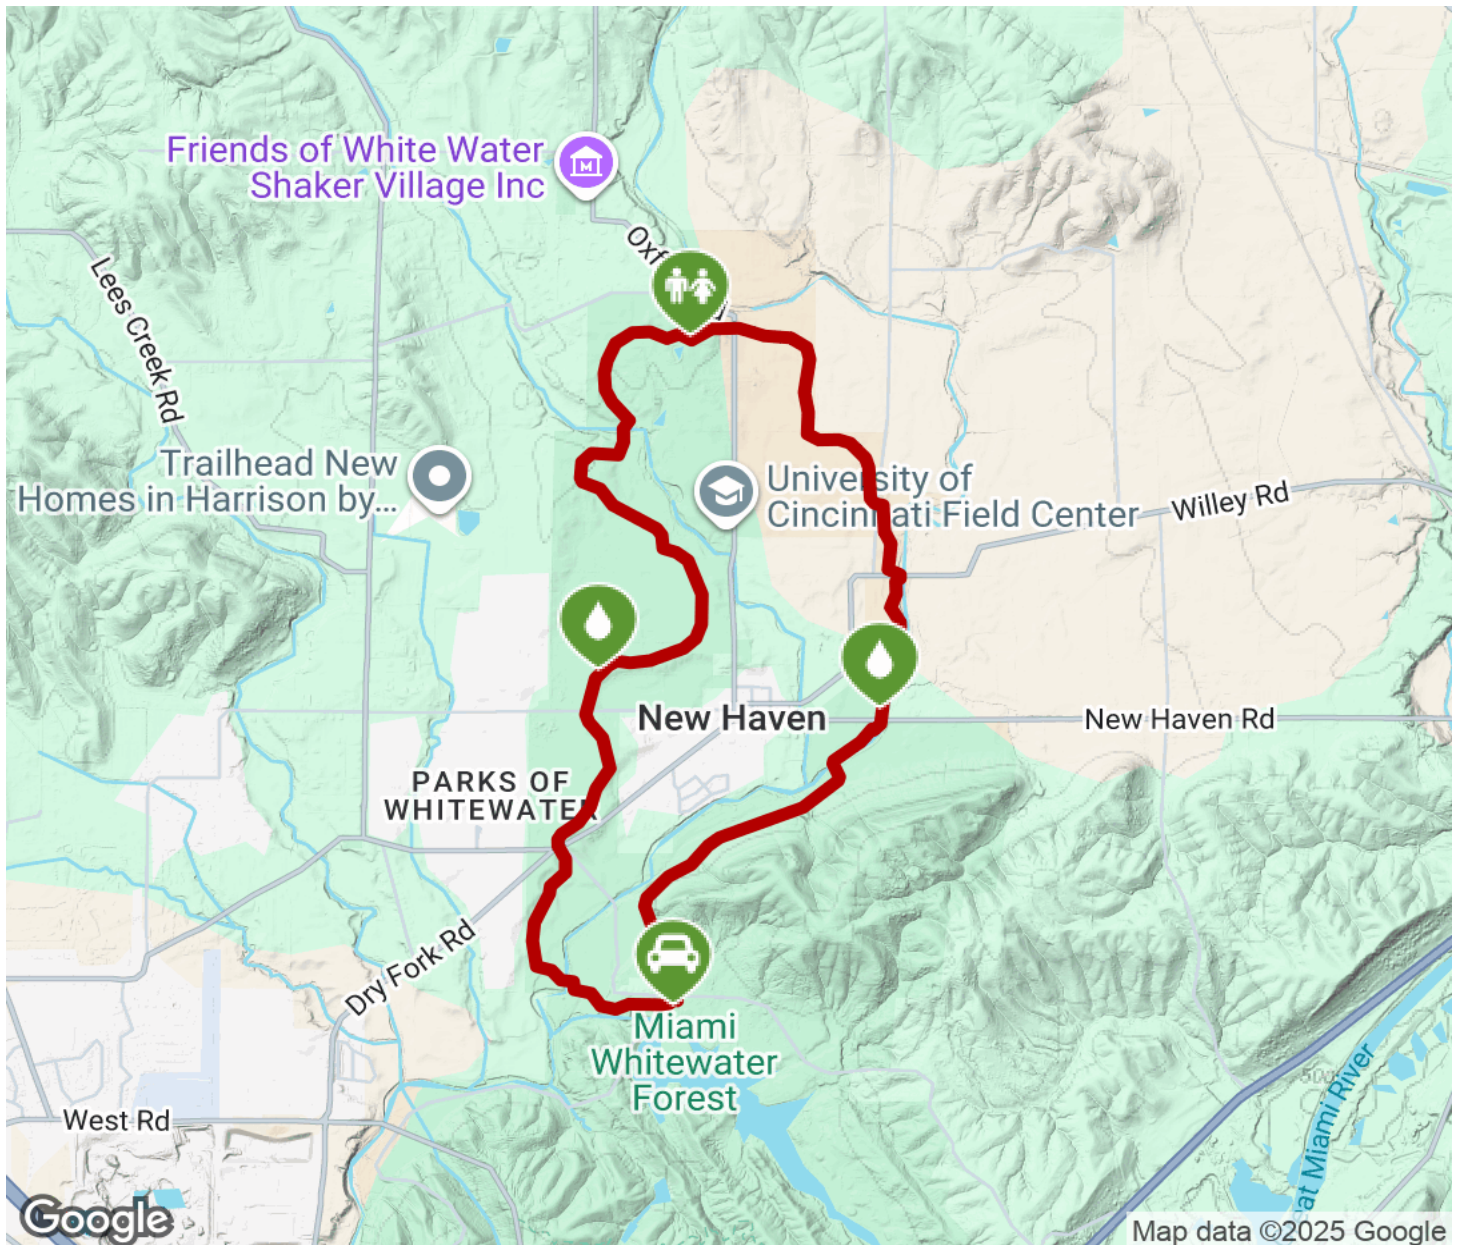 Friends of White Water
Shaker Village Inc
Lees Creek Rd
Trailhead New
Homes in Harrison by...
University of
Cincinnati Field Center
Willey Rd
New Haven
New Haven Rd
PARKS OF
WHITEWATER
Dry Fork Rd
Miami
Whitewater
Forest
West Rd
Miami River
Google
Map data ©2025 Google